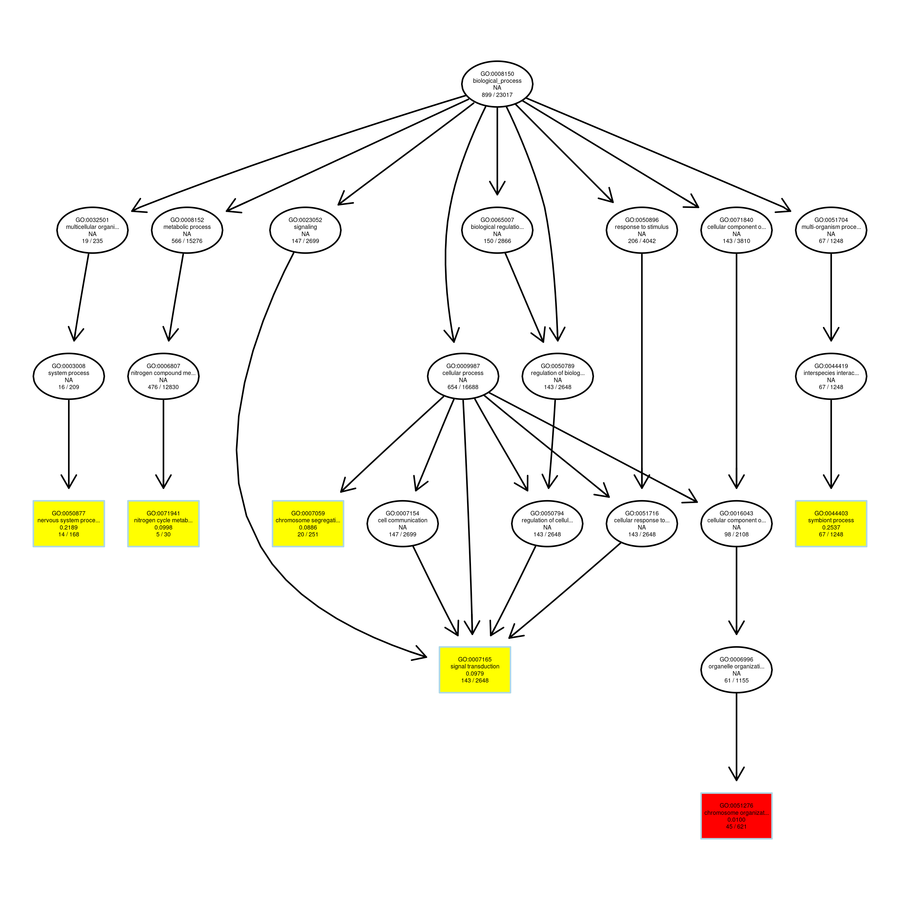 GO:0008150
biological_process
NA
899 / 23017
GO:0032501
multicellular organi...
NA
19 / 235
GO:0008152
metabolic process
NA
566 / 15276
GO:0023052
signaling
NA
147 / 2699
GO:0065007
biological regulatio...
NA
150 / 2866
GO:0050896
response to stimulus
NA
206 / 4042
GO:0071840
cellular component o...
NA
143 / 3810
GO:0051704
multi-organism proce...
NA
67 / 1248
GO:0003008
system process
NA
16 / 209
GO:0006807
nitrogen compound me...
NA
476 / 12830
GO:0009987
cellular process
NA
654 / 16688
GO:0050789
regulation of biolog...
NA
143 / 2648
GO:0044419
interspecies interac...
NA
67 / 1248
GO:0050877
nervous system proce...
0.2189
14 / 168
GO:0071941
nitrogen cycle metab...
0.0998
5 / 30
GO:0007059
chromosome segregati...
0.0886
20 / 251
GO:0007154
cell communication
NA
147 / 2699
GO:0050794
regulation of cellul...
NA
143 / 2648
GO:0051716
cellular response to...
NA
143 / 2648
GO:0016043
cellular component o...
NA
98 / 2108
GO:0044403
symbiont process
0.2537
67 / 1248
GO:0007165
signal transduction
0.0979
143 / 2648
GO:0006996
organelle organizati...
NA
61 / 1155
GO:0051276
chromosome organizat...